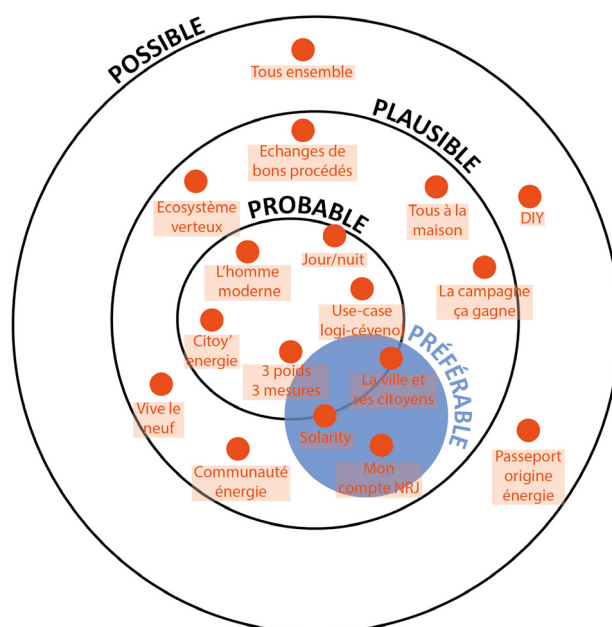 POSSIBLE
Tous ensemble
PLAUSIBLE
Echanges de
bons procédés
Ecosystème
verteux
Tous à la
maison
DIY
PROBABLE
Jour/nuit
L'homme
moderne
La campagne
ça gagne
Use-case
logi-cévenol
Citoy'
energie
3 poids
3 mesures
PRÉFÉRABLE
La ville et
ses citoyens
Vive le
neuf
Solarity
Communauté
énergie
Mon
compte NRJ
Passeport
origine
énergie